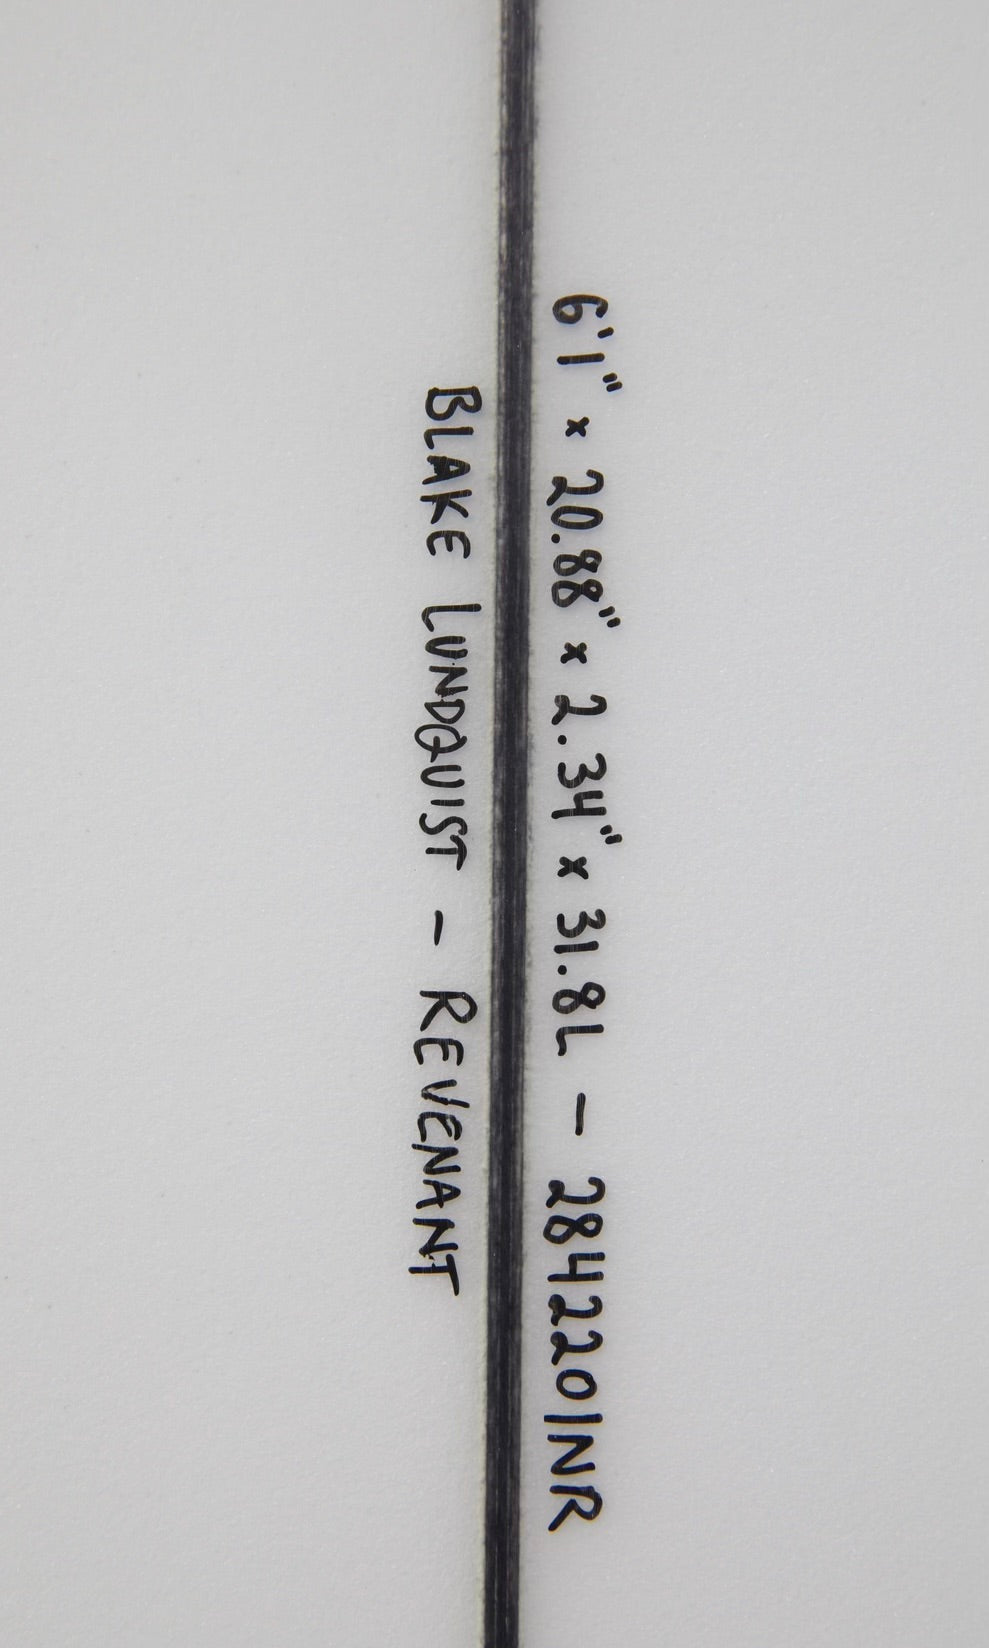 6'1" x 20.88" x 2.34" x 31.8L - 2842201NR
BLAKE LUNDQUIST - REVENANT